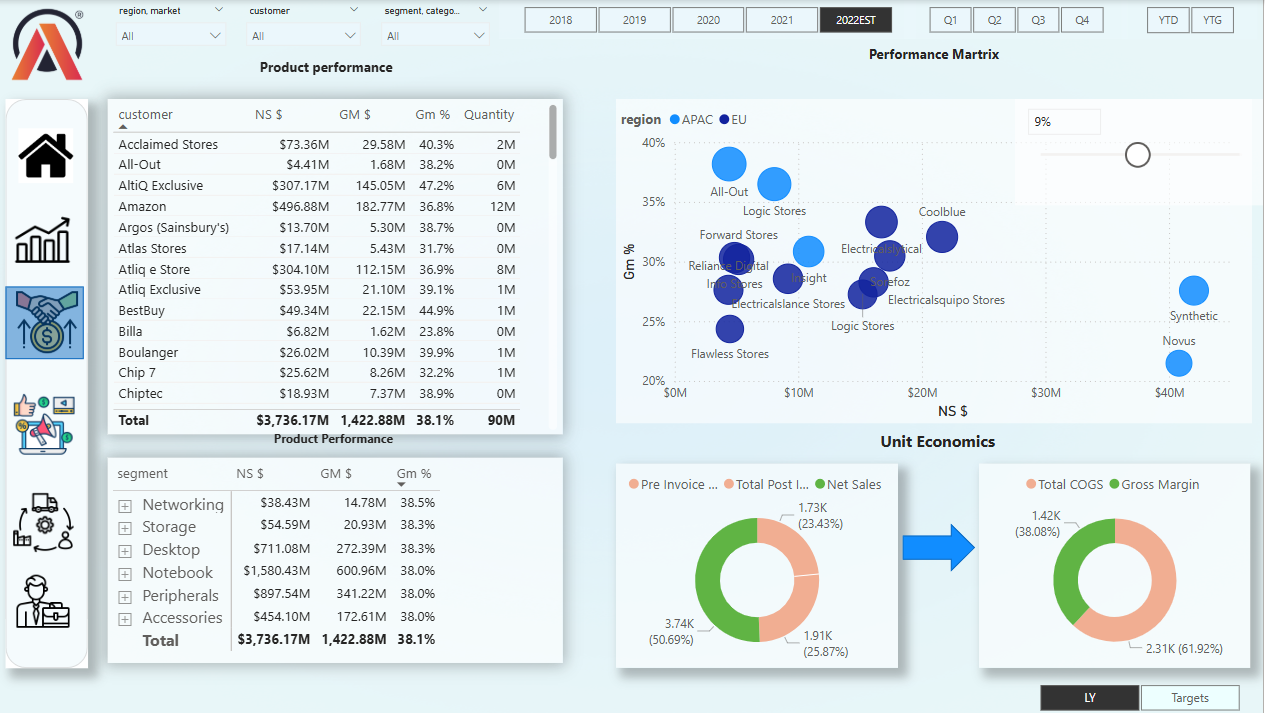 region, market customer segment, catego...
All All All
2018 2019 2020 2021 2022EST Q1 Q2 Q3 Q4 YTD YTG
Product performance
customer NS $ GM $ Gm % Quantity
Acclaimed Stores $73.36M 29.58M 40.3% 2M
All-Out $4.41M 1.68M 38.2% 0M
AltiQ Exclusive $307.17M 145.05M 47.2% 6M
Amazon $496.88M 182.77M 36.8% 12M
Argos (Sainsbury's) $13.70M 5.30M 38.7% 0M
Atlas Stores $17.14M 5.43M 31.7% 0M
Atliq e Store $304.10M 112.15M 36.9% 8M
Atliq Exclusive $53.95M 21.10M 39.1% 1M
BestBuy $49.34M 22.15M 44.9% 1M
Billa $6.82M 1.62M 23.8% 0M
Boulanger $26.02M 10.39M 39.9% 1M
Chip 7 $25.62M 8.26M 32.2% 1M
Chiptec $18.93M 7.37M 38.9% 0M
Total $3,736.17M 1,422.88M 38.1% 90M
Product Performance
segment NS $ GM $ Gm %
Networking $38.43M 14.78M 38.5%
Storage $54.59M 20.93M 38.3%
Desktop $711.08M 272.39M 38.3%
Notebook $1,580.43M 600.96M 38.0%
Peripherals $897.54M 341.22M 38.0%
Accessories $454.10M 172.61M 38.0%
Total $3,736.17M 1,422.88M 38.1%
Performance Martrix
region APAC EU
9%
Gm %
40%
35%
30%
25%
20%
All-Out
Logic Stores
Coolblue
Forward Stores
Reliance Digital
Insight
Electricalslance Stores
Electricalsquipo Stores
Logic Stores
Flawless Stores
Synthetic
Novus
$0M $10M $20M $30M $40M
NS $
Unit Economics
Pre Invoice ... Total Post I... Net Sales
1.73K
(23.43%)
3.74K
(50.69%)
1.91K
(25.87%)
Total COGS Gross Margin
1.42K
(38.08%)
2.31K (61.92%)
LY Targets